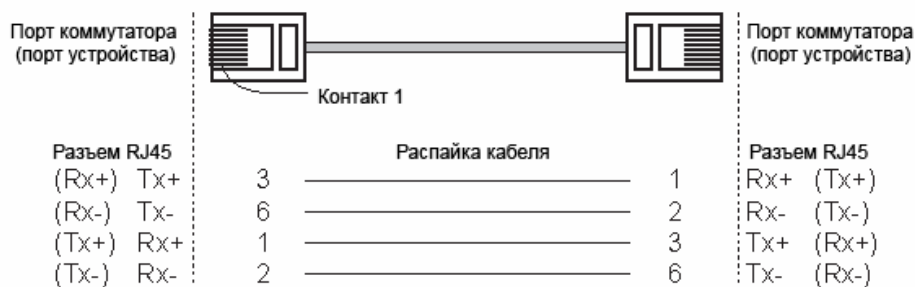 Порт коммутатора
(порт устройства)
Порт коммутатора
(порт устройства)
Контакт 1
Разъем RJ45 Распайка кабеля Разъем RJ45
(Rx+) Tx+ 3 1 Rx+ (Tx+)
(Rx-) Tx- 6 2 Rx- (Tx-)
(Tx+) Rx+ 1 3 Tx+ (Rx+)
(Tx-) Rx- 2 6 Tx- (Rx-)